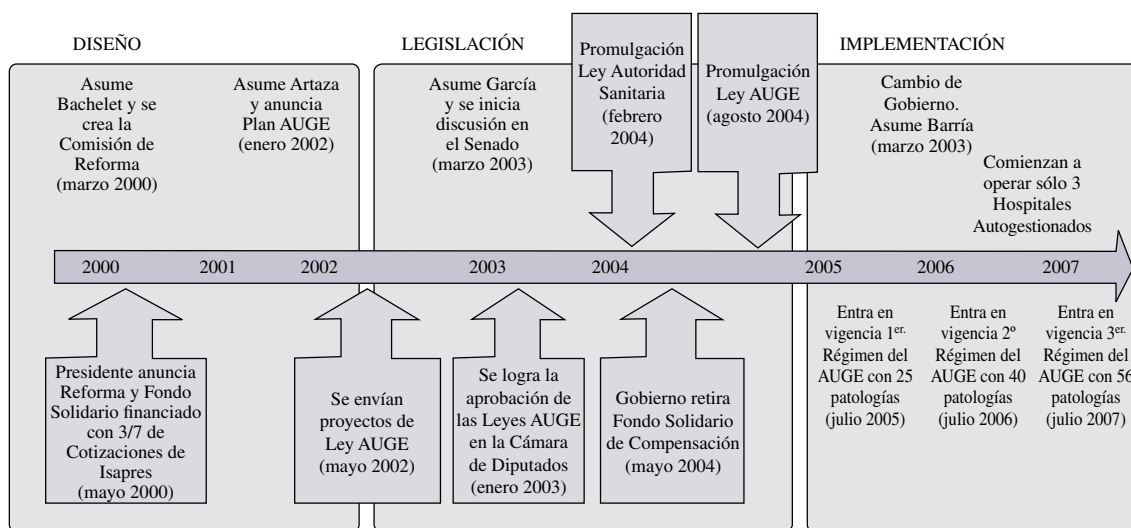 DISEÑO
LEGISLACIÓN
IMPLEMENTACIÓN
Asume
Bachelet y se
crea la
Comisión de
Reforma
(marzo 2000)
Asume Artaza
y anuncia
Plan AUGE
(enero 2002)
Asume García
y se inicia
discusión en
el Senado
(marzo 2003)
Promulgación
Ley Autoridad
Sanitaria
(febrero
2004)
Promulgación
Ley AUGE
(agosto 2004)
Cambio de
Gobierno.
Asume Barría
(marzo 2003)
Comienzan a
operar sólo 3
Hospitales
Autogestionados
2000
2001
2002
2003
2004
2005
2006
2007
Presidente anuncia
Reforma y Fondo
Solidario financiado
con 3/7 de
Cotizaciones de
Isapres
(mayo 2000)
Se envían
proyectos de
Ley AUGE
(mayo 2002)
Se logra la
aprobación de
las Leyes AUGE
en la Cámara
de Diputados
(enero 2003)
Gobierno retira
Fondo Solidario
de Compensación
(mayo 2004)
Entra en
vigencia 1er.
Régimen del
AUGE con 25
patologías
(julio 2005)
Entra en
vigencia 2º
Régimen del
AUGE con 40
patologías
(julio 2006)
Entra en
vigencia 3er.
Régimen del
AUGE con 56
patologías
(julio 2007)